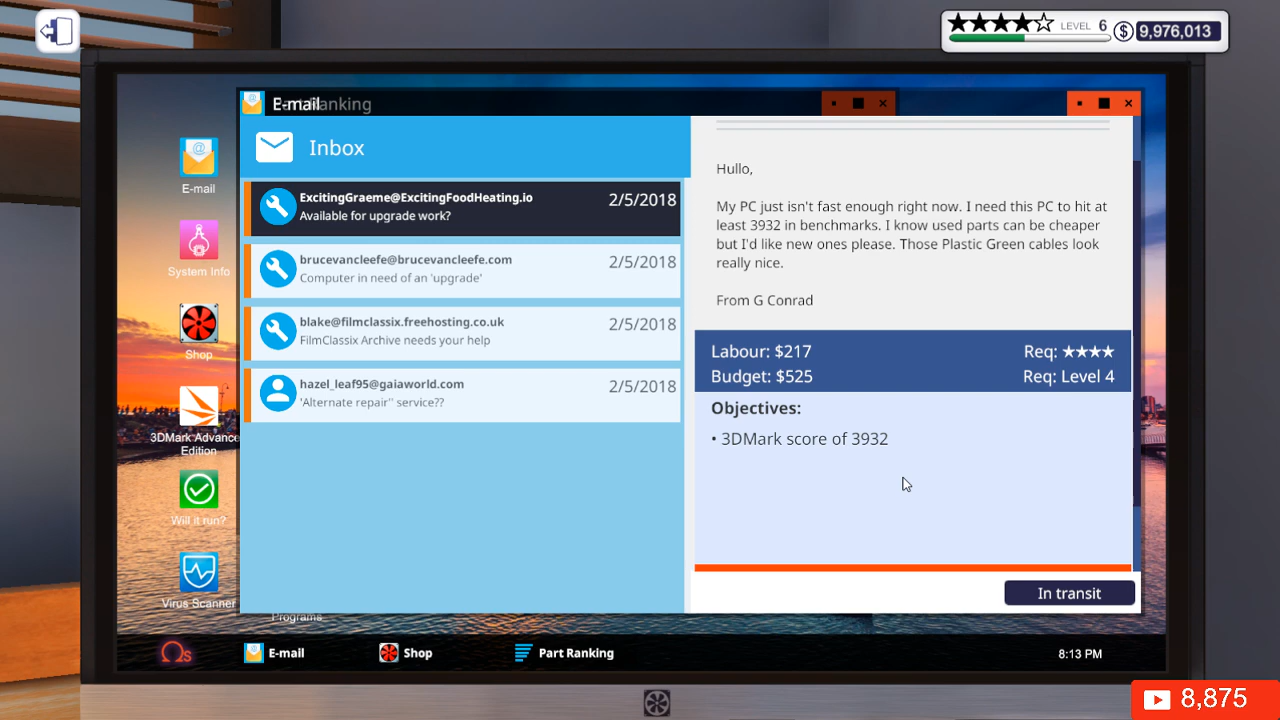 LEVEL 6 $ 9,976,013
E-mail
Ranking
Inbox
ExcitingGraeme@ExcitingFoodHeating.io 2/5/2018
Available for upgrade work?
brucevancleefe@brucevancleefe.com 2/5/2018
Computer in need of an 'upgrade'
blake@filmclassix.freehosting.co.uk 2/5/2018
FilmClassix Archive needs your help
hazel_leaf95@gaiaworld.com 2/5/2018
'Alternate repair" service??
Hullo,
My PC just isn't fast enough right now. I need this PC to hit at
least 3932 in benchmarks. I know used parts can be cheaper
but I'd like new ones please. Those Plastic Green cables look
really nice.
From G Conrad
Labour: $217 Req: ★★★★
Budget: $525 Req: Level 4
Objectives:
• 3DMark score of 3932
In transit
E-mail
System Info
Shop
3DMark Advance
Edition
Will it run?
Virus Scanner
Programs
Ωs E-mail Shop Part Ranking 8:13 PM
8,875